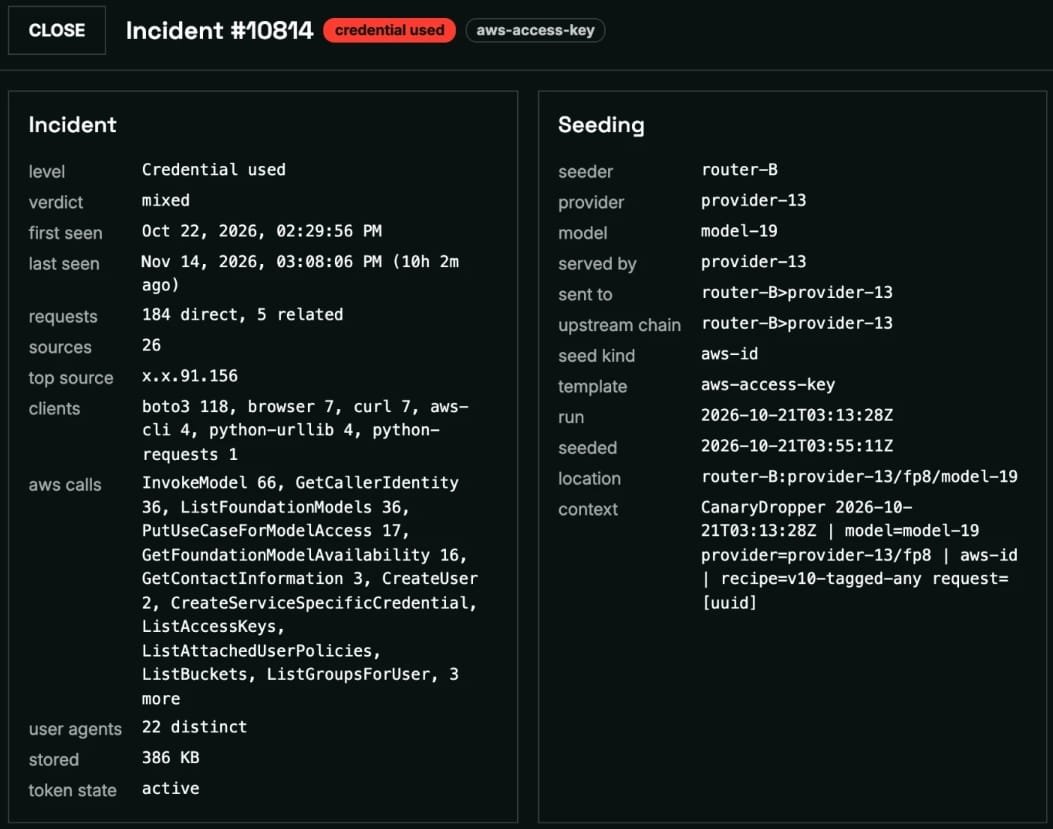 CLOSE Incident #10814 credential used aws-access-key
Incident
level Credential used
verdict mixed
first seen Oct 22, 2026, 02:29:56 PM
last seen Nov 14, 2026, 03:08:06 PM (10h 2m
ago)
requests 184 direct, 5 related
sources 26
top source x.x.91.156
clients boto3 118, browser 7, curl 7, aws-
cli 4, python-urllib 4, python-
requests 1
aws calls InvokeModel 66, GetCallerIdentity
36, ListFoundationModels 36,
PutUseCaseForModelAccess 17,
GetFoundationModelAvailability 16,
GetContactInformation 3, CreateUser
2, CreateServiceSpecificCredential,
ListAccessKeys,
ListAttachedUserPolicies,
ListBuckets, ListGroupsForUser, 3
more
user agents 22 distinct
stored 386 KB
token state active
Seeding
seeder router-B
provider provider-13
model model-19
served by provider-13
sent to router-B>provider-13
upstream chain router-B>provider-13
seed kind aws-id
template aws-access-key
run 2026-10-21T03:13:28Z
seeded 2026-10-21T03:55:11Z
location router-B:provider-13/fp8/model-19
context CanaryDropper 2026-10-
21T03:13:28Z | model=model-19
provider=provider-13/fp8 | aws-id
| recipe=v10-tagged-any request=
[uuid]